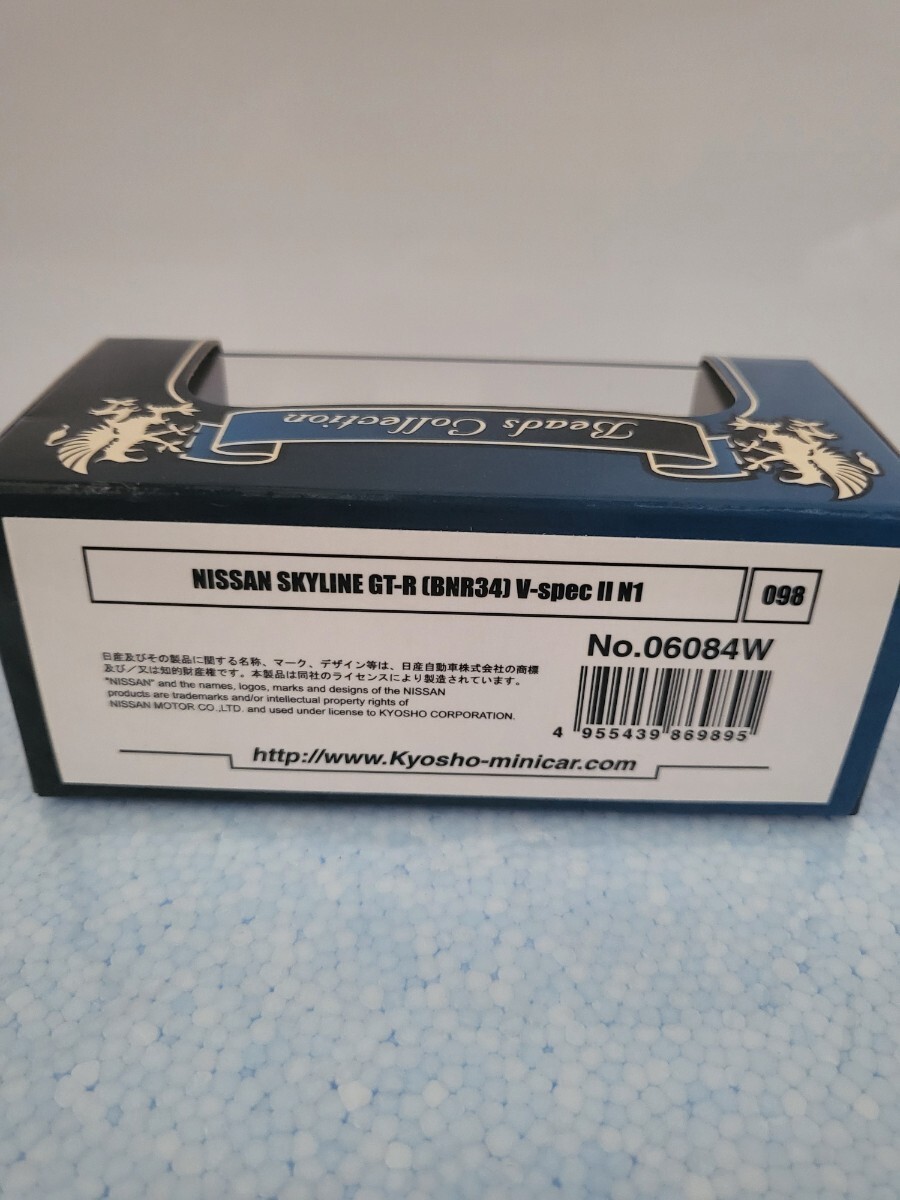 Beads Collection
NISSAN SKYLINE GT-R (BNR34) V-spec II N1
098
No.06084W
日産及びその製品に関する名称、マーク、デザイン等は、日産自動車株式会社の商標
及び/又は知的財産権です。本製品は同社のライセンスにより製造されています。
"NISSAN" and the names, logos, marks and designs of the NISSAN
products are trademarks and/or intellectual property rights of
NISSAN MOTOR CO.,LTD. and used under license to KYOSHO CORPORATION.
4 955439 869895
http://www.Kyosho-minicar.com